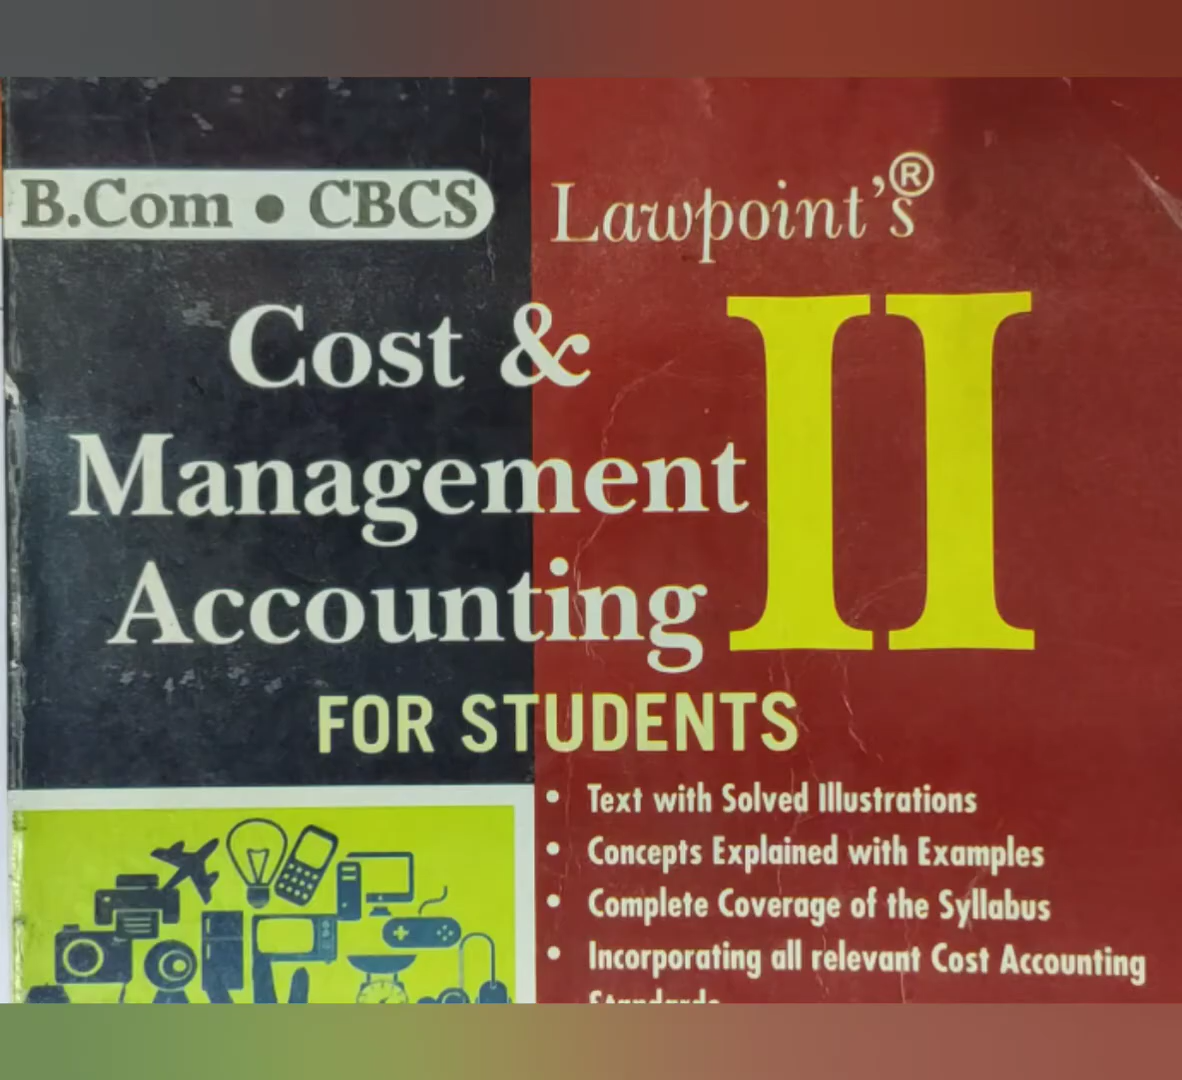 B.Com • CBCS
Lawpoint's®
Cost &
Management
Accounting
II
FOR STUDENTS
• Text with Solved Illustrations
• Concepts Explained with Examples
• Complete Coverage of the Syllabus
• Incorporating all relevant Cost Accounting
Standards